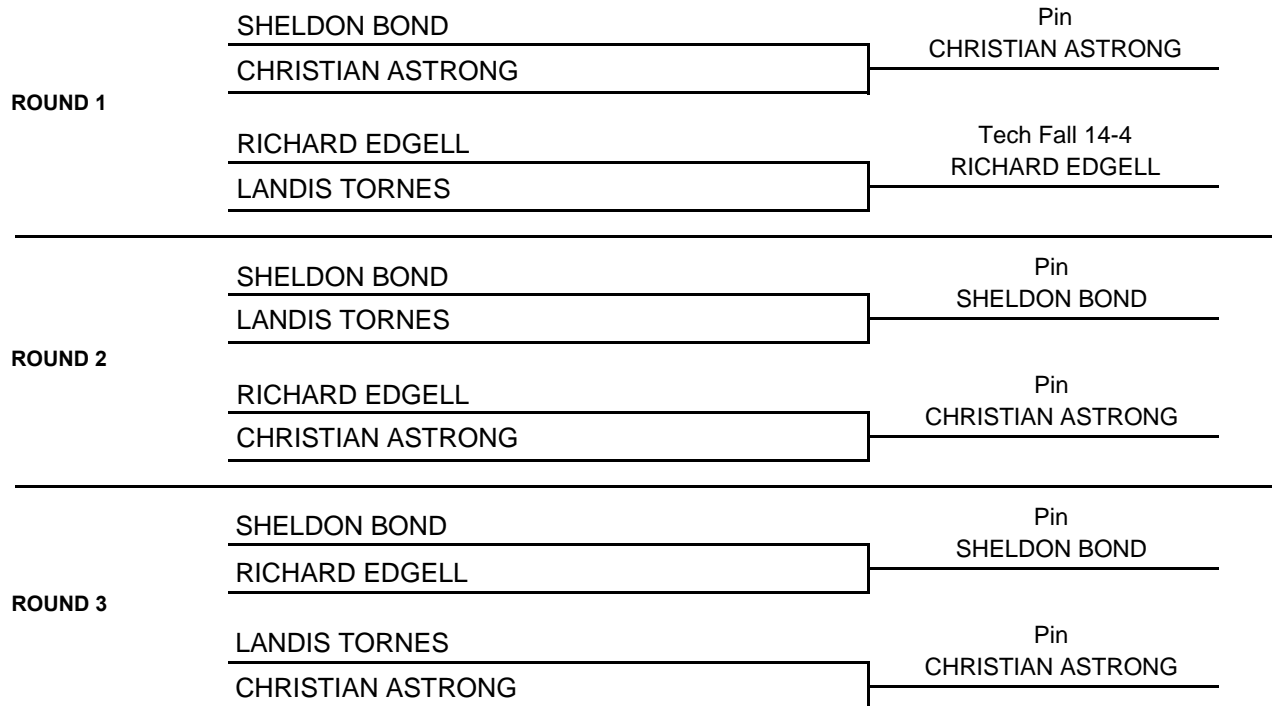 SHELDON BOND
Pin
CHRISTIAN ASTRONG
CHRISTIAN ASTRONG
ROUND 1
RICHARD EDGELL
Tech Fall 14-4
RICHARD EDGELL
LANDIS TORNES
SHELDON BOND
Pin
SHELDON BOND
LANDIS TORNES
ROUND 2
RICHARD EDGELL
Pin
CHRISTIAN ASTRONG
CHRISTIAN ASTRONG
SHELDON BOND
Pin
SHELDON BOND
RICHARD EDGELL
ROUND 3
LANDIS TORNES
Pin
CHRISTIAN ASTRONG
CHRISTIAN ASTRONG